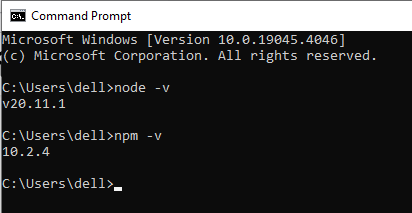 Command Prompt
Microsoft Windows [Version 10.0.19045.4046]
(c) Microsoft Corporation. All rights reserved.
C:\Users\dell>node -v
v20.11.1
C:\Users\dell>npm -v
10.2.4
C:\Users\dell>